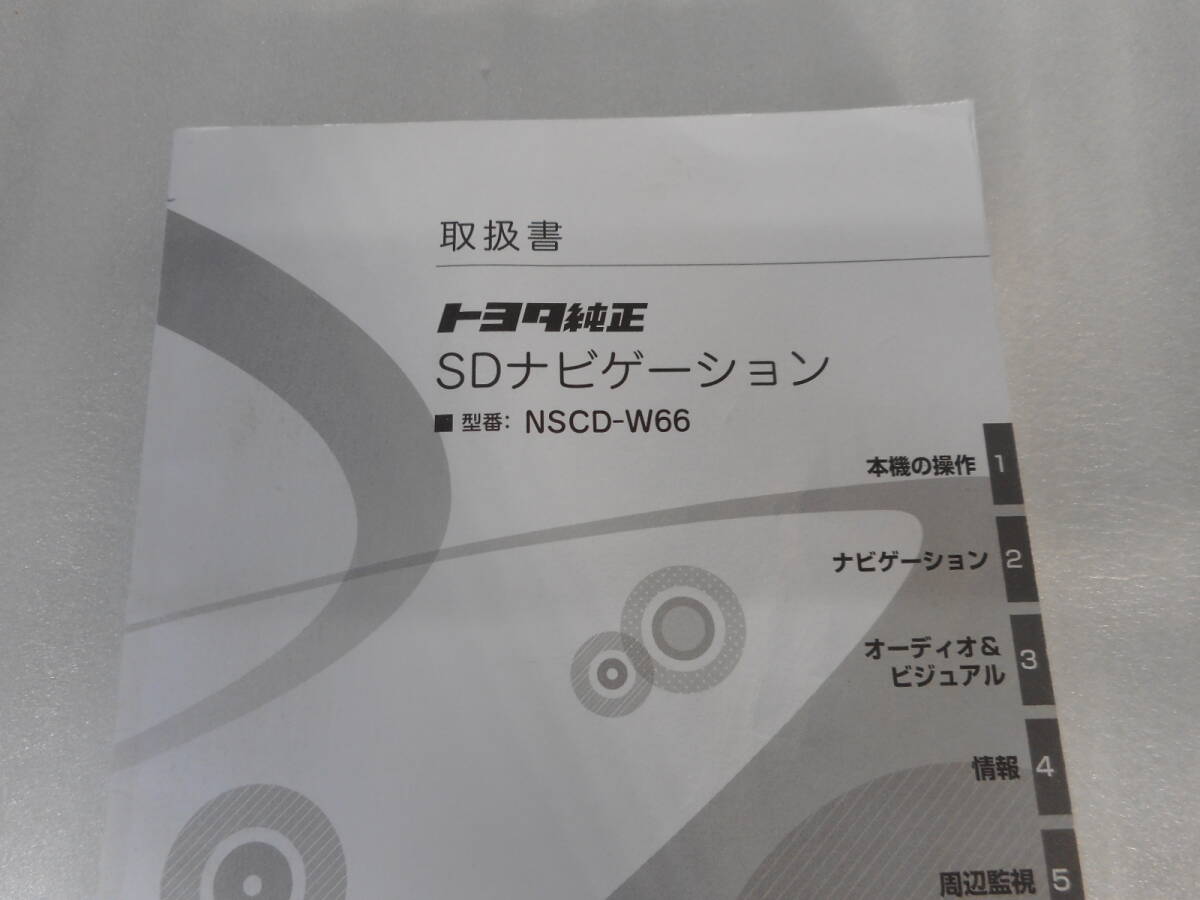 取扱書
トヨタ純正
SDナビゲーション
■ 型番: NSCD-W66
本機の操作 1
ナビゲーション 2
オーディオ&
ビジュアル 3
情報 4
周辺監視 5